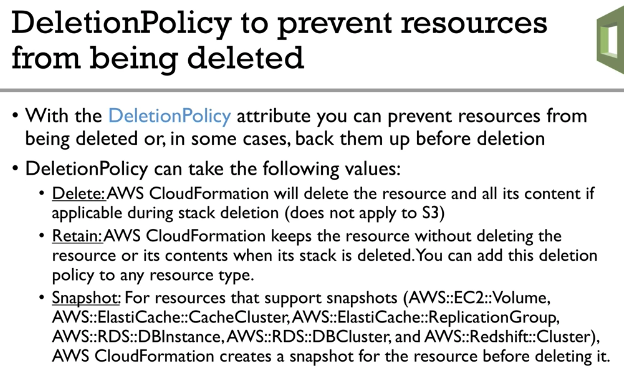 DeletionPolicy to prevent resources
from being deleted
• With the DeletionPolicy attribute you can prevent resources from
being deleted or, in some cases, back them up before deletion
• DeletionPolicy can take the following values:
• Delete: AWS CloudFormation will delete the resource and all its content if
applicable during stack deletion (does not apply to S3)
• Retain: AWS CloudFormation keeps the resource without deleting the
resource or its contents when its stack is deleted. You can add this deletion
policy to any resource type.
• Snapshot: For resources that support snapshots (AWS::EC2::Volume,
AWS::ElastiCache::CacheCluster, AWS::ElastiCache::ReplicationGroup,
AWS::RDS::DBInstance, AWS::RDS::DBCluster, and AWS::Redshift::Cluster),
AWS CloudFormation creates a snapshot for the resource before deleting it.